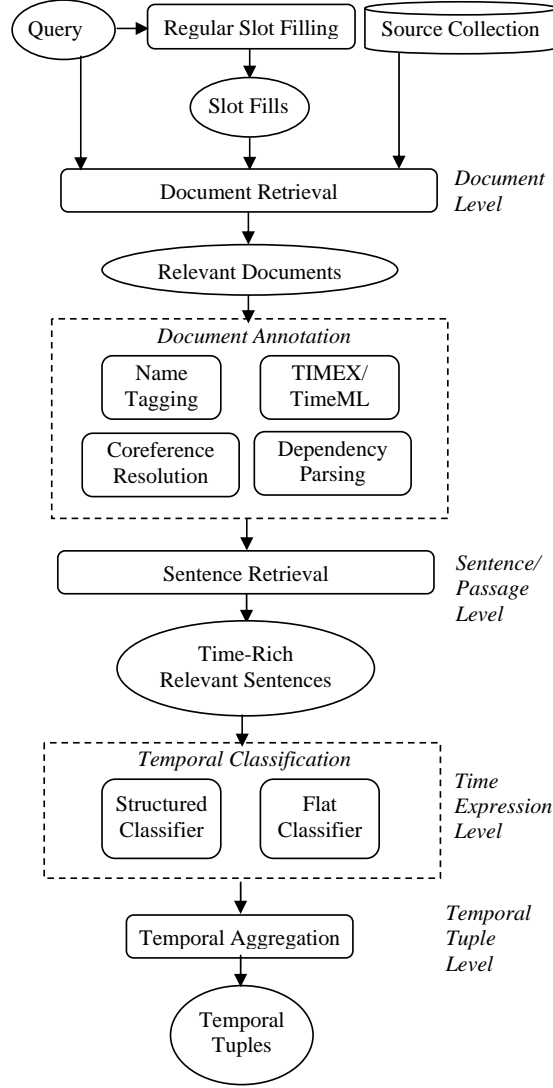 Query
Regular Slot Filling
Source Collection
Slot Fills
Document Retrieval
Document
Level
Relevant Documents
Document Annotation
Name
Tagging
TIMEX/
TimeML
Coreference
Resolution
Dependency
Parsing
Sentence Retrieval
Sentence/
Passage
Level
Time-Rich
Relevant Sentences
Temporal Classification
Structured
Classifier
Flat
Classifier
Time
Expression
Level
Temporal Aggregation
Temporal
Tuple
Level
Temporal
Tuples